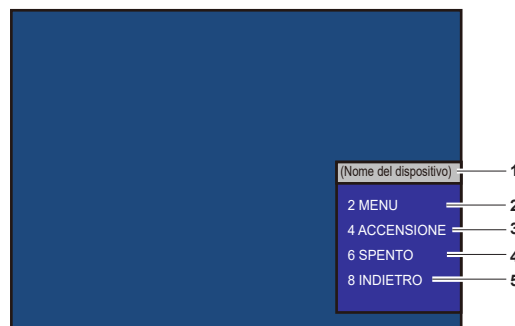 (Nome del dispositivo) 1
2 MENU 2
4 ACCENSIONE 3
6 SPENTO 4
8 INDIETRO 5